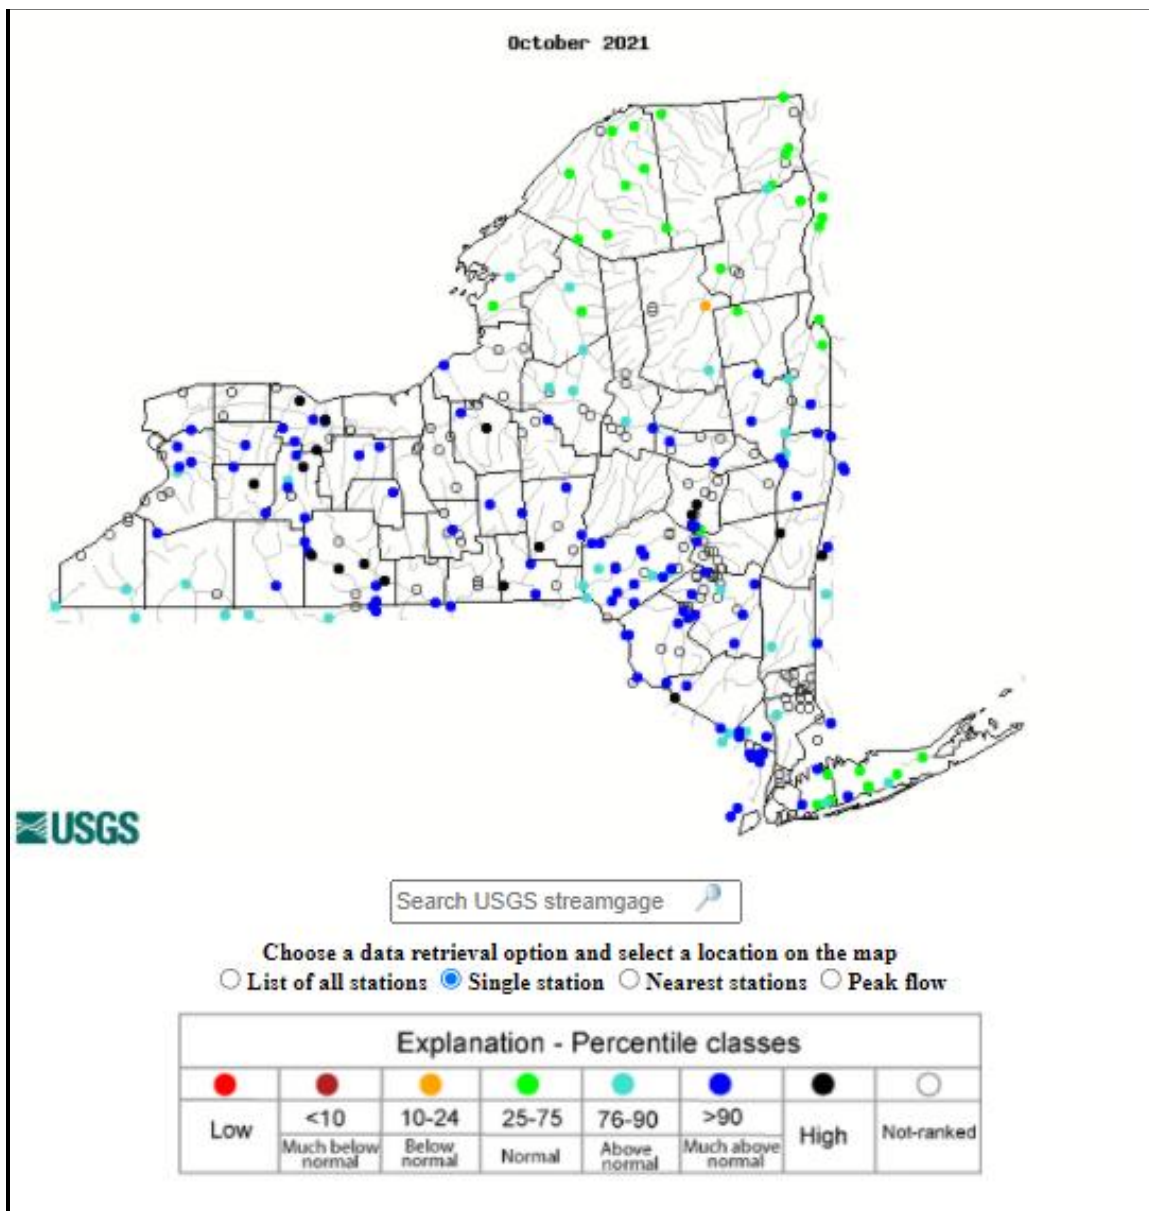 October 2021
USGS
Search USGS streamgage
Choose a data retrieval option and select a location on the map
List of all stations Single station Nearest stations Peak flow
Explanation - Percentile classes
Low <10 10-24 25-75 76-90 >90 High Not-ranked
Much below normal Below normal Normal Above normal Much above normal